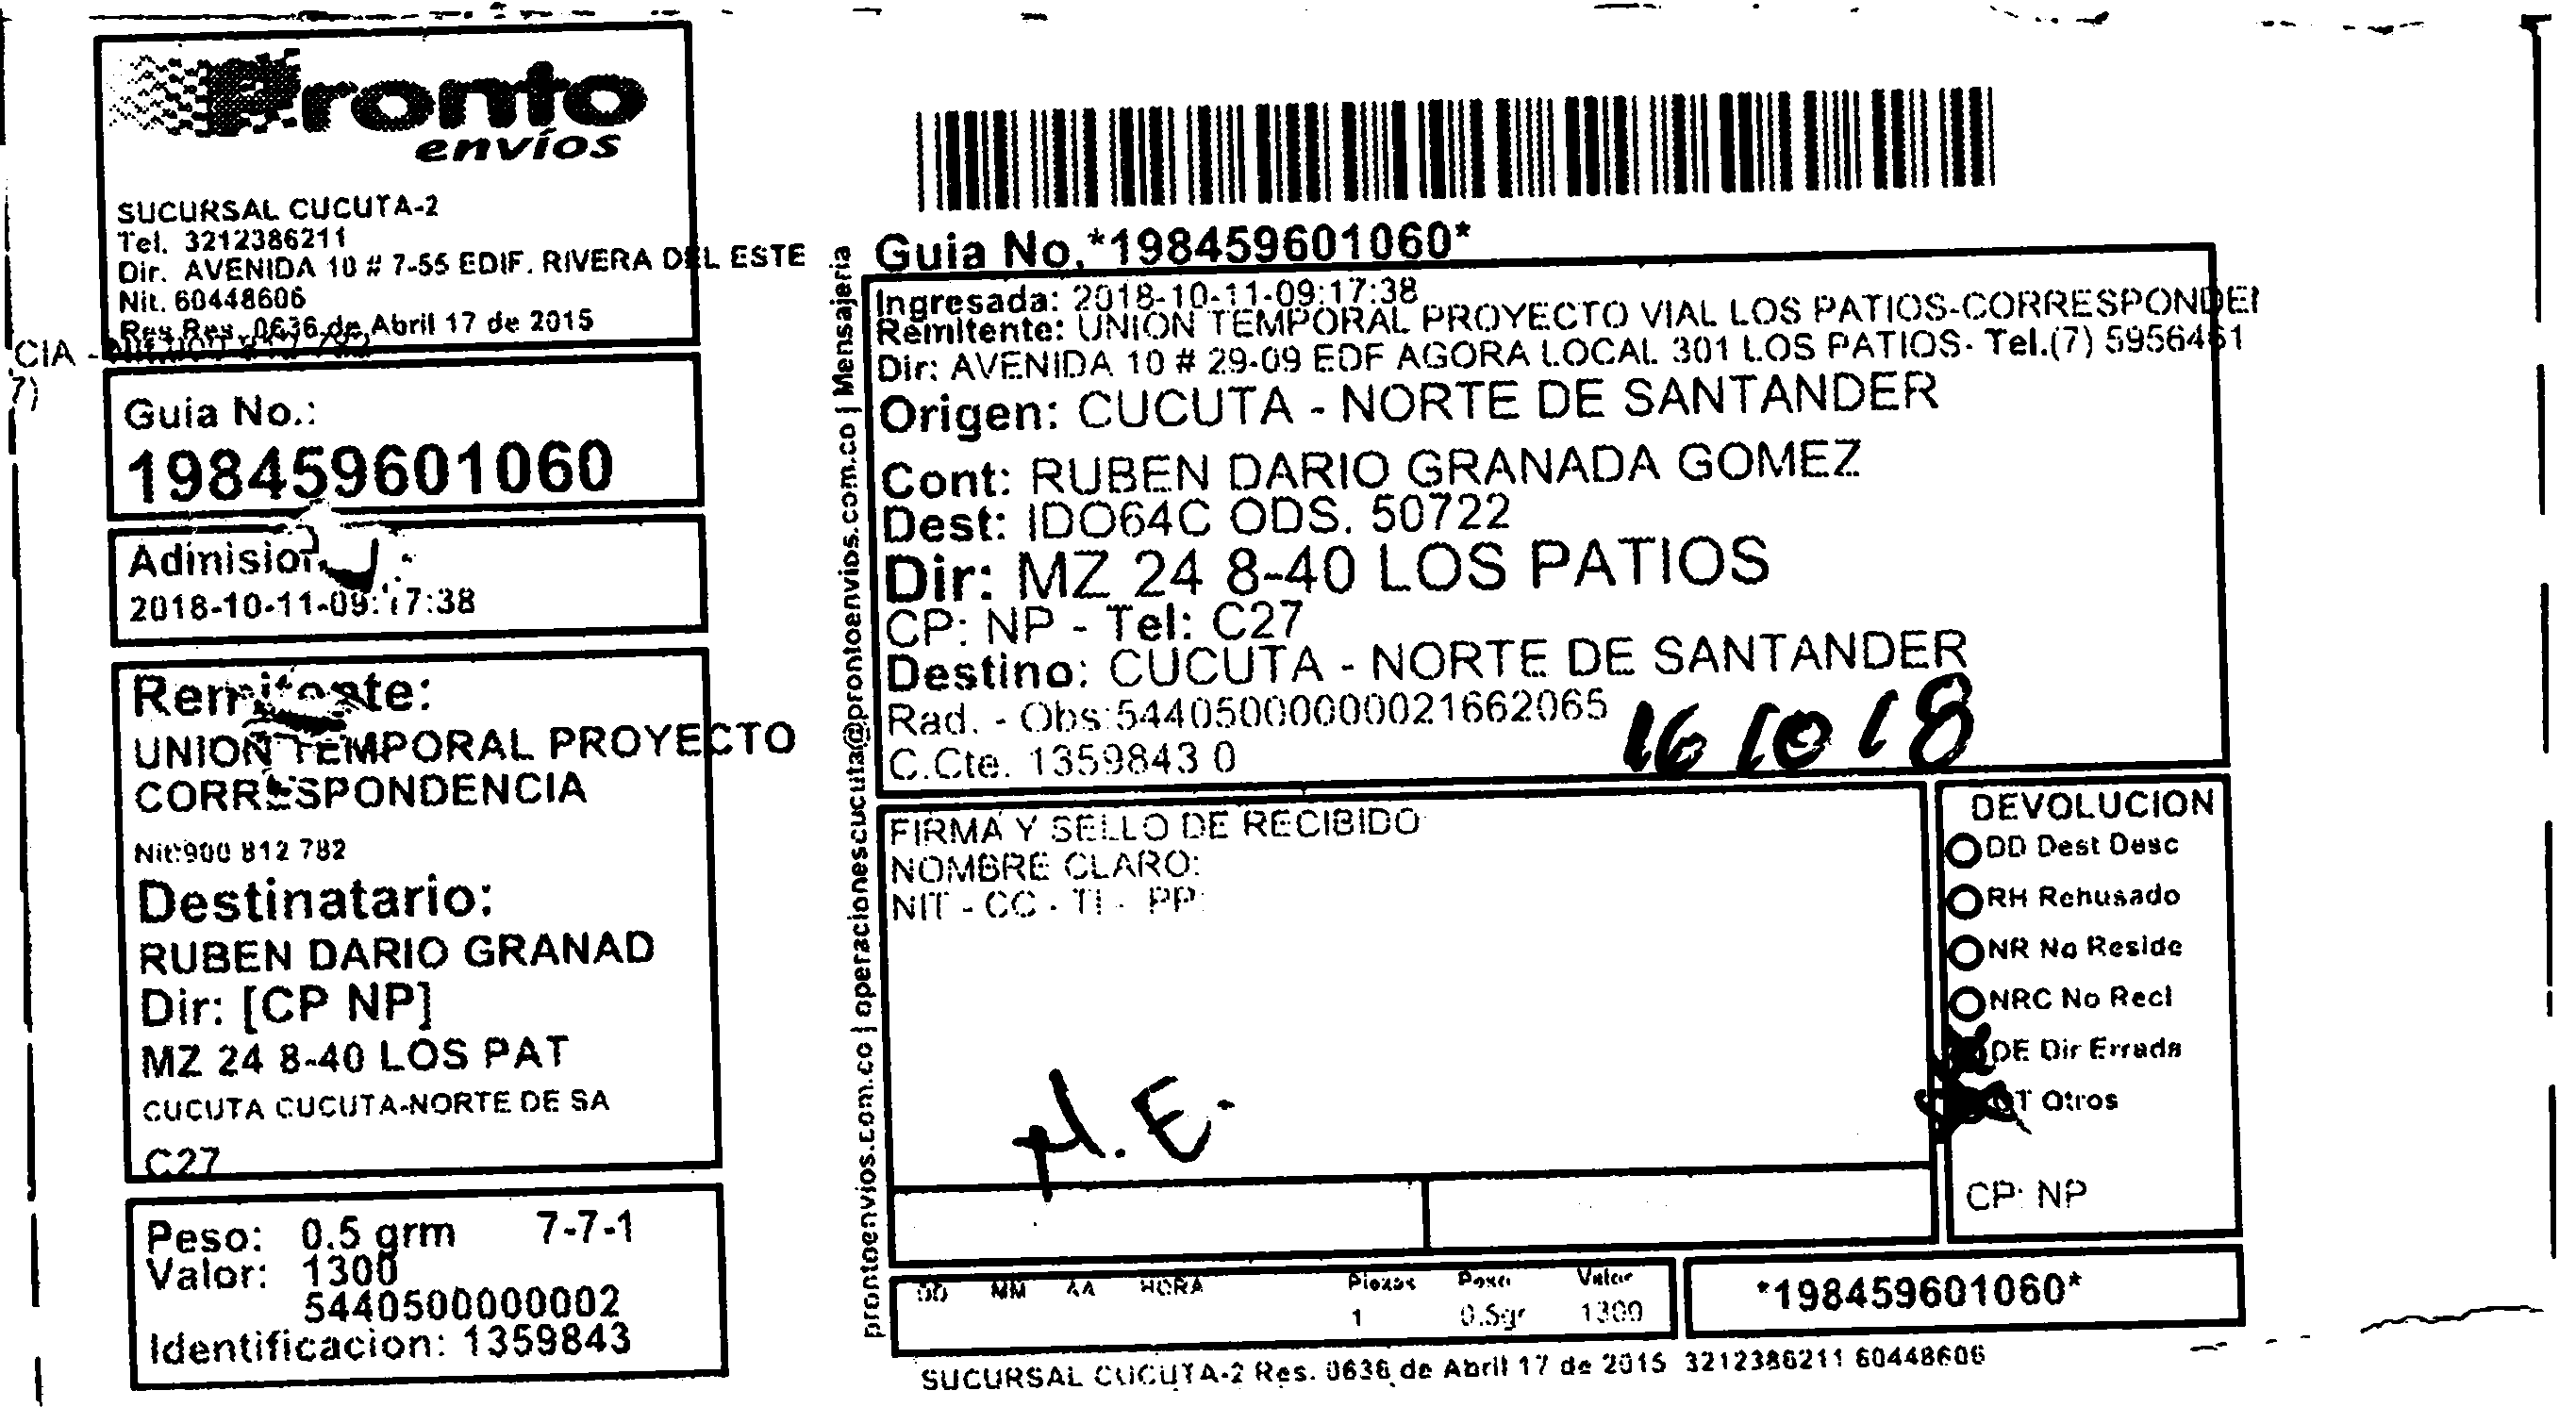 Pronto
envíos
SUCURSAL CUCUTA-2
Tel. 3212386211
Dir. AVENIDA 10 # 7-55 EDIF. RIVERA DEL ESTE
Nit. 60448606
Res Res. 0636 de Abril 17 de 2015
CIA -
7)
Guia No.:
198459601060
Admision
2018-10-11-09:17:38
Remitente:
UNION TEMPORAL PROYECTO
CORRESPONDENCIA
Nit:900 812 782
Destinatario:
RUBEN DARIO GRANAD
Dir: [CP NP]
MZ 24 8-40 LOS PAT
CUCUTA CUCUTA-NORTE DE SA
C27
Peso: 0.5 grm 7-7-1
Valor: 1300
5440500000002
Identificacion: 1359843
prontoenvios.com.co | operacionescucuta@prontoenvios.com.co | Mensajeria
Guia No.*198459601060*
Ingresada: 2018-10-11-09:17:38
Remitente: UNION TEMPORAL PROYECTO VIAL LOS PATIOS-CORRESPONDEN
Dir: AVENIDA 10 # 29-09 EDF AGORA LOCAL 301 LOS PATIOS- Tel.(7) 5956461
Origen: CUCUTA - NORTE DE SANTANDER
Cont: RUBEN DARIO GRANADA GOMEZ
Dest: IDO64C ODS. 50722
Dir: MZ 24 8-40 LOS PATIOS
CP: NP - Tel: C27
Destino: CUCUTA - NORTE DE SANTANDER
Rad. - Obs:544050000000021662065
C.Cte. 1359843 0
16 10 18
FIRMA Y SELLO DE RECIBIDO
NOMBRE CLARO:
NIT - CC - TI - PP:
N.E.
DEVOLUCION
DD Dest Desc
RH Rehusado
NR No Reside
NRC No Recl
DE Dir Errada
OT Otros
CP: NP
DD MM AA HORA Piezas Peso Valor
1 0.5gr 1300
*198459601060*
SUCURSAL CUCUTA-2 Res. 0636 de Abril 17 de 2015 3212386211 60448606